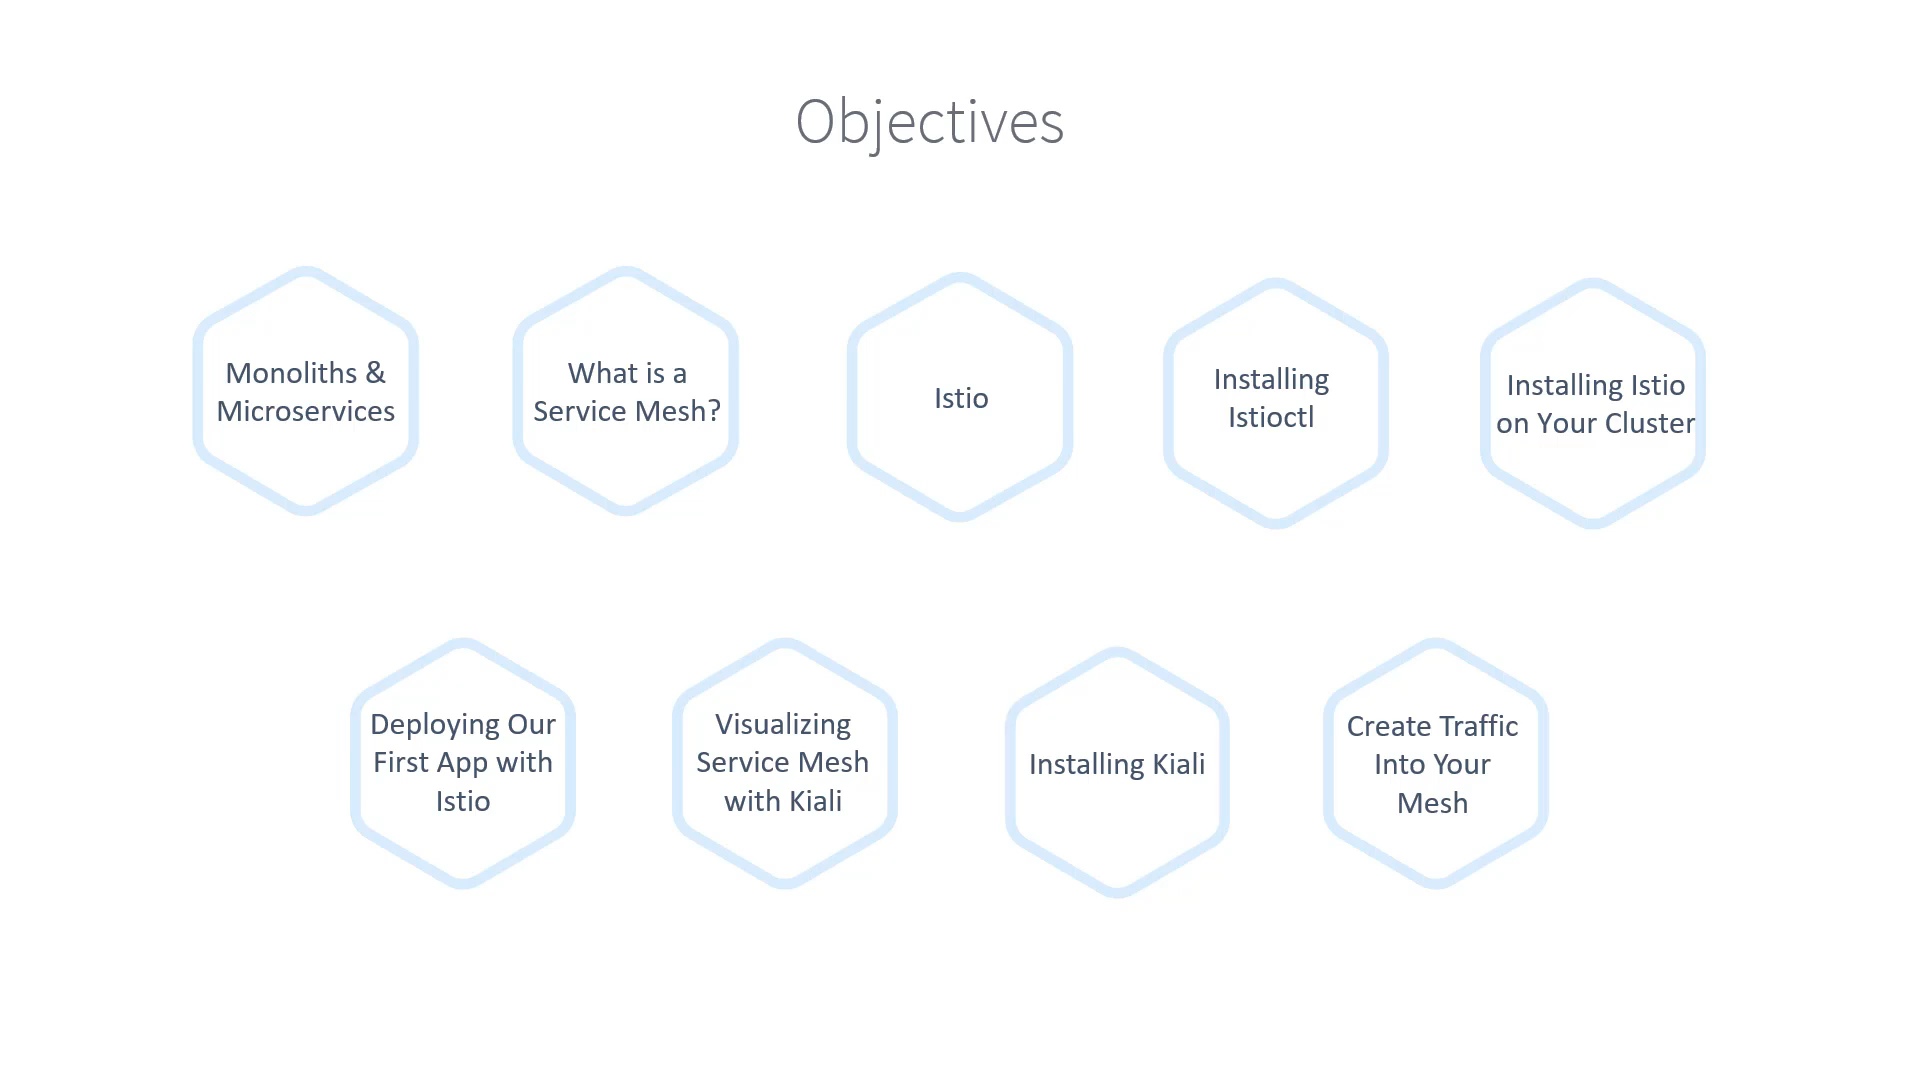 Objectives
Monoliths &
Microservices
What is a
Service Mesh?
Istio
Installing
Istioctl
Installing Istio
on Your Cluster
Deploying Our
First App with
Istio
Visualizing
Service Mesh
with Kiali
Installing Kiali
Create Traffic
Into Your
Mesh